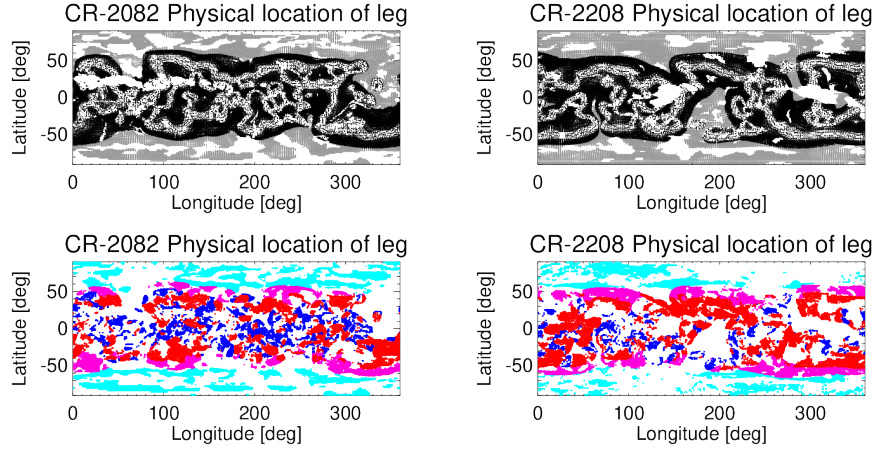 CR-2082 Physical location of leg
50
0
-50
Latitude [deg]
0 100 200 300
Longitude [deg]
CR-2208 Physical location of leg
50
0
-50
Latitude [deg]
0 100 200 300
Longitude [deg]
CR-2082 Physical location of leg
50
0
-50
Latitude [deg]
0 100 200 300
Longitude [deg]
CR-2208 Physical location of leg
50
0
-50
Latitude [deg]
0 100 200 300
Longitude [deg]